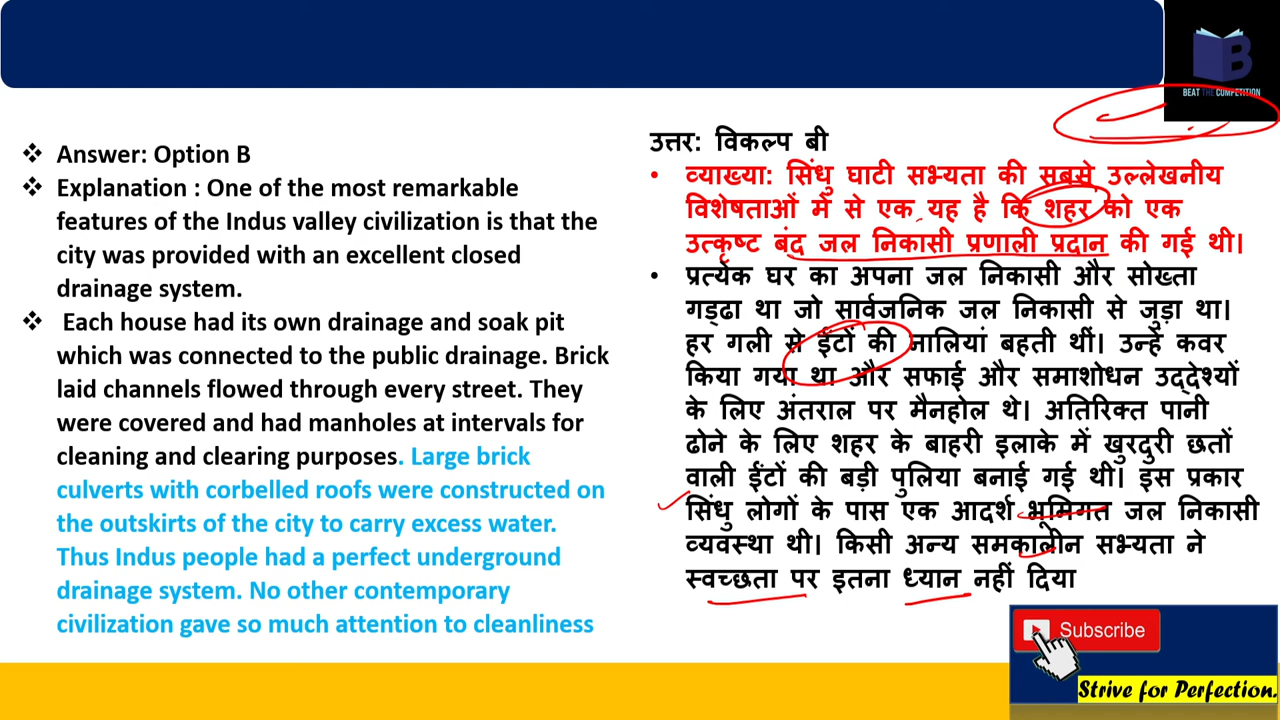 BEAT THE COMPETITION
❖ Answer: Option B
❖ Explanation : One of the most remarkable
features of the Indus valley civilization is that the
city was provided with an excellent closed
drainage system.
❖ Each house had its own drainage and soak pit
which was connected to the public drainage. Brick
laid channels flowed through every street. They
were covered and had manholes at intervals for
cleaning and clearing purposes. Large brick
culverts with corbelled roofs were constructed on
the outskirts of the city to carry excess water.
Thus Indus people had a perfect underground
drainage system. No other contemporary
civilization gave so much attention to cleanliness
उत्तर: विकल्प बी
• व्याख्या: सिंधु घाटी सभ्यता की सबसे उल्लेखनीय
विशेषताओं में से एक यह है कि शहर को एक
उत्कृष्ट बंद जल निकासी प्रणाली प्रदान की गई थी।
• प्रत्येक घर का अपना जल निकासी और सोख्ता
गड्ढा था जो सार्वजनिक जल निकासी से जुड़ा था।
हर गली से ईंटों की नालियां बहती थीं। उन्हें कवर
किया गया था और सफाई और समाशोधन उद्देश्यों
के लिए अंतराल पर मैनहोल थे। अतिरिक्त पानी
ढोने के लिए शहर के बाहरी इलाके में खुरदुरी छतों
वाली ईंटों की बड़ी पुलिया बनाई गई थी। इस प्रकार
सिंधु लोगों के पास एक आदर्श भूमिगत जल निकासी
व्यवस्था थी। किसी अन्य समकालीन सभ्यता ने
स्वच्छता पर इतना ध्यान नहीं दिया
Subscribe
Strive for Perfection.